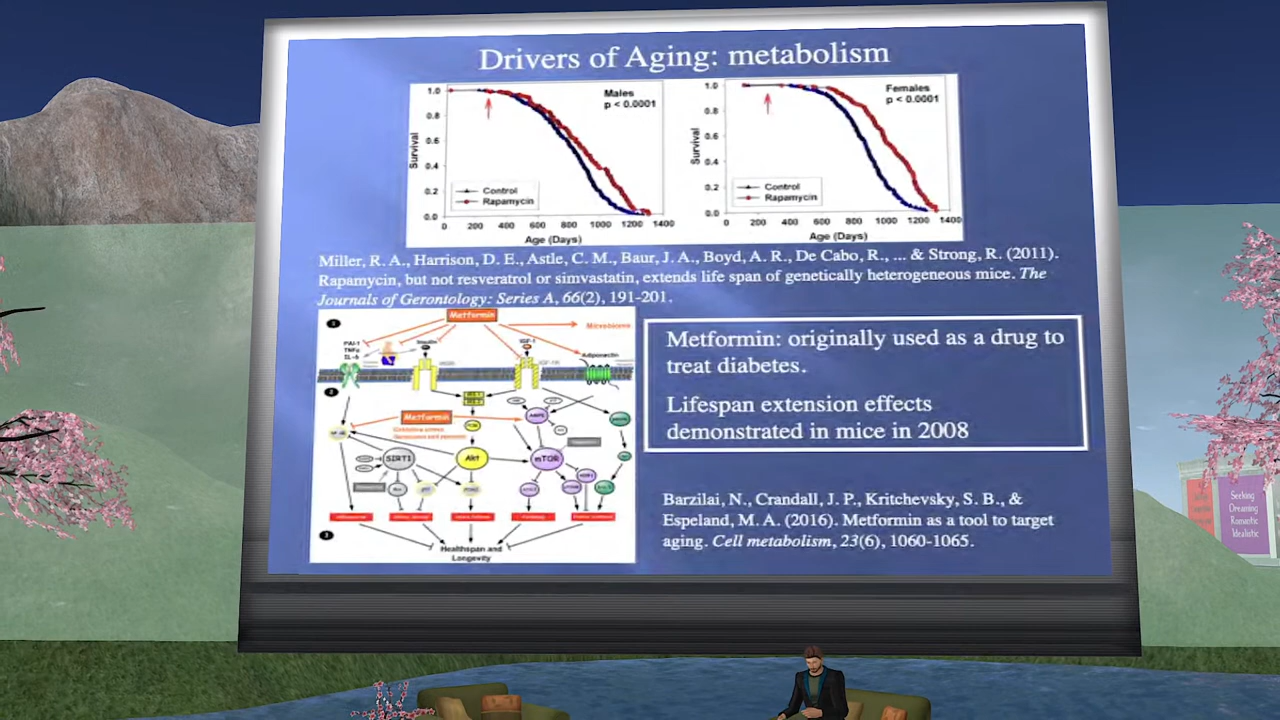 Drivers of Aging: metabolism
Males
p < 0.0001
Survival
1.0
0.8
0.6
0.4
0.2
0.0
Control
Rapamycin
0 200 400 600 800 1000 1200 1400
Age (Days)
Females
p < 0.0001
Survival
1.0
0.8
0.6
0.4
0.2
0.0
Control
Rapamycin
0 200 400 600 800 1000 1200 1400
Age (Days)
Miller, R. A., Harrison, D. E., Astle, C. M., Baur, J. A., Boyd, A. R., De Cabo, R., ... & Strong, R. (2011).
Rapamycin, but not resveratrol or simvastatin, extends life span of genetically heterogeneous mice. The
Journals of Gerontology: Series A, 66(2), 191-201.
1
Metformin
Microbiome
PAI-1
TNFα
IL-6
Insulin
IGF-1
Adiponectin
2
Metformin
SIRT1
Akt
mTOR
3
Healthspan and
Longevity
Metformin: originally used as a drug to
treat diabetes.
Lifespan extension effects
demonstrated in mice in 2008
Barzilai, N., Crandall, J. P., Kritchevsky, S. B., &
Espeland, M. A. (2016). Metformin as a tool to target
aging. Cell metabolism, 23(6), 1060-1065.
Seeking
Dreaming
Romantic
Idealistic